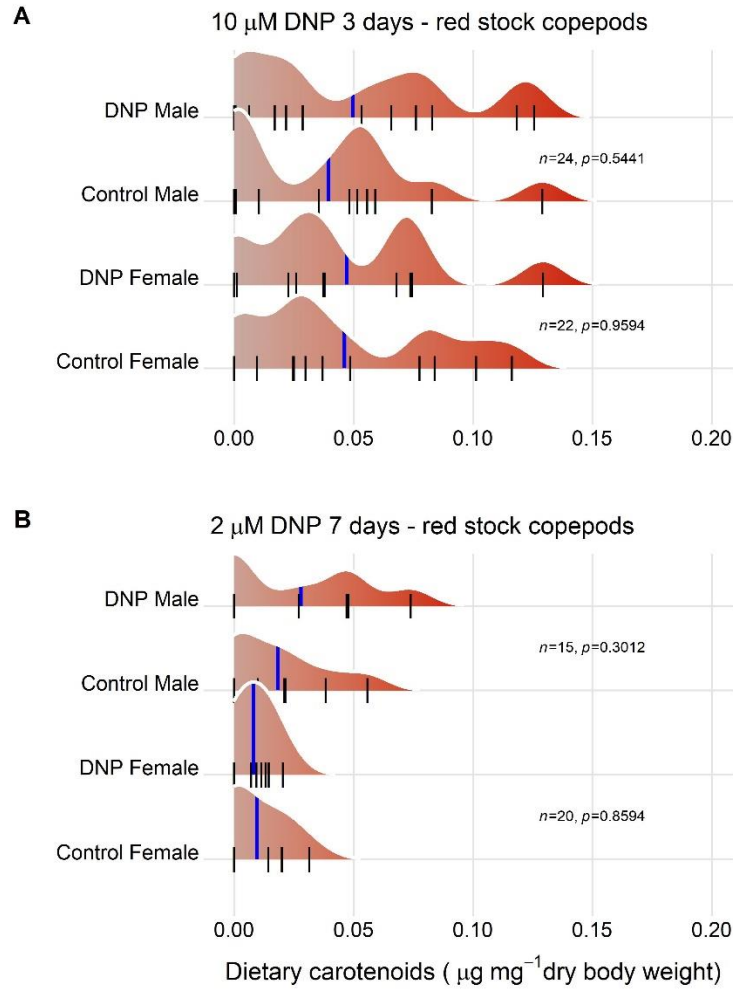 A
10 μM DNP 3 days - red stock copepods
DNP Male
n=24, p=0.5441
Control Male
DNP Female
n=22, p=0.9594
Control Female
0.00 0.05 0.10 0.15 0.20
B
2 μM DNP 7 days - red stock copepods
DNP Male
n=15, p=0.3012
Control Male
DNP Female
n=20, p=0.8594
Control Female
0.00 0.05 0.10 0.15 0.20
Dietary carotenoids ( μg mg⁻¹dry body weight)